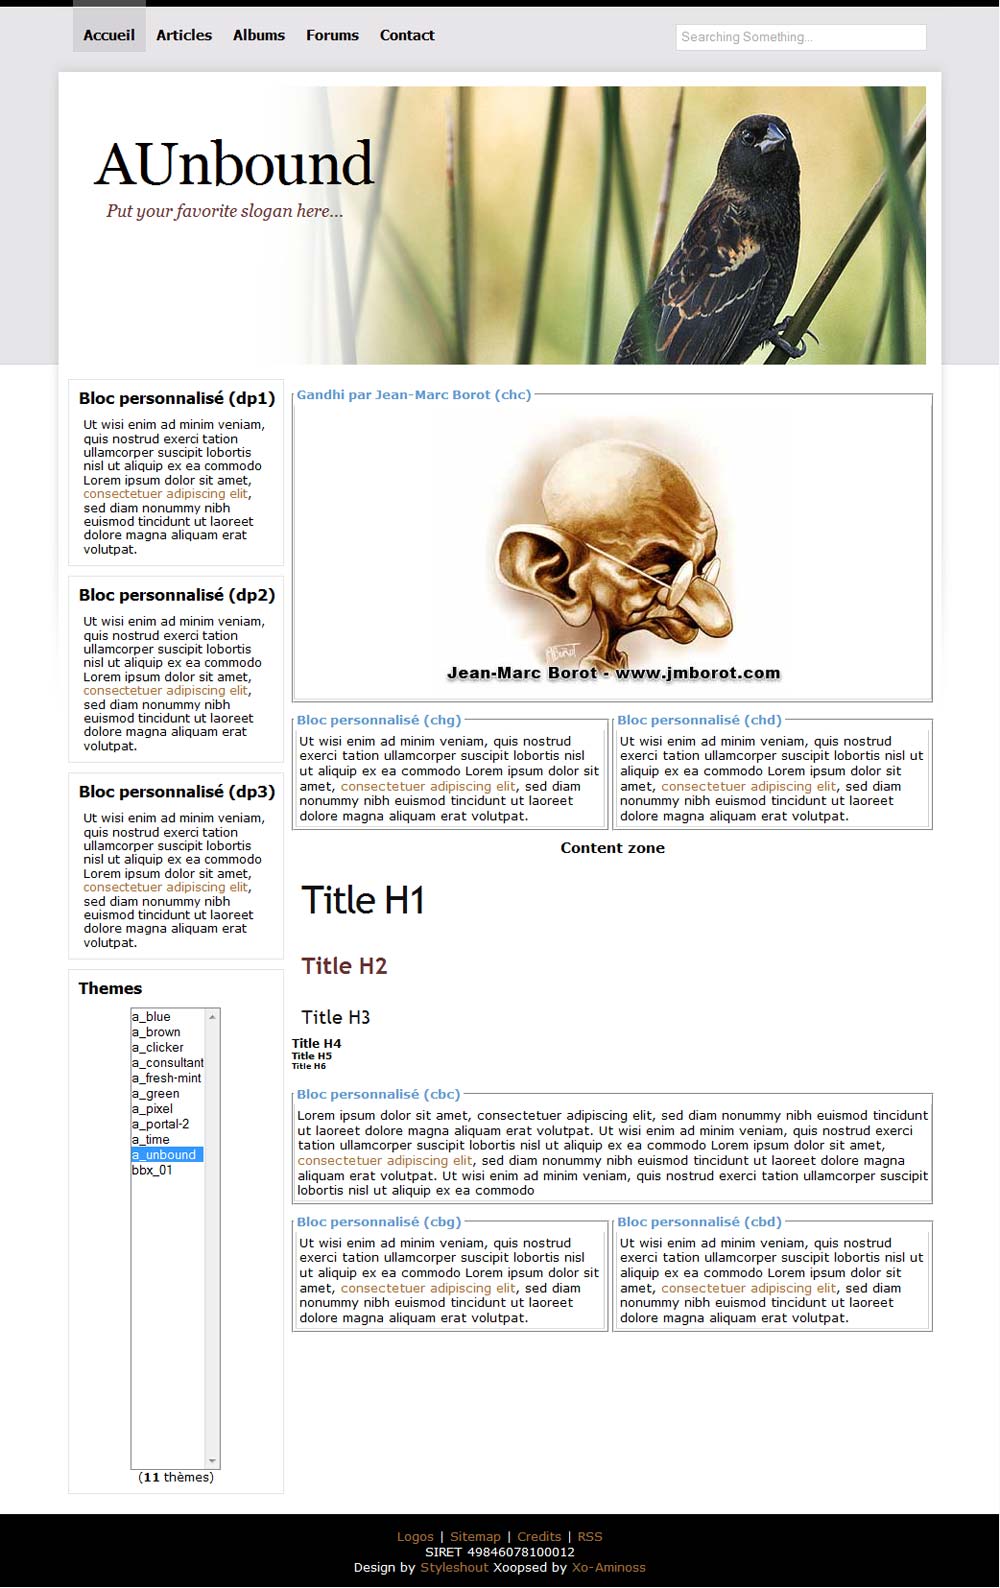 Accueil Articles Albums Forums Contact
Searching Something...
AUnbound
Put your favorite slogan here...
Bloc personnalisé (dp1)
Ut wisi enim ad minim veniam,
quis nostrud exerci tation
ullamcorper suscipit lobortis
nisl ut aliquip ex ea commodo
Lorem ipsum dolor sit amet,
consectetuer adipiscing elit,
sed diam nonummy nibh
euismod tincidunt ut laoreet
dolore magna aliquam erat
volutpat.
Bloc personnalisé (dp2)
Ut wisi enim ad minim veniam,
quis nostrud exerci tation
ullamcorper suscipit lobortis
nisl ut aliquip ex ea commodo
Lorem ipsum dolor sit amet,
consectetuer adipiscing elit,
sed diam nonummy nibh
euismod tincidunt ut laoreet
dolore magna aliquam erat
volutpat.
Bloc personnalisé (dp3)
Ut wisi enim ad minim veniam,
quis nostrud exerci tation
ullamcorper suscipit lobortis
nisl ut aliquip ex ea commodo
Lorem ipsum dolor sit amet,
consectetuer adipiscing elit,
sed diam nonummy nibh
euismod tincidunt ut laoreet
dolore magna aliquam erat
volutpat.
Themes
a_blue
a_brown
a_clicker
a_consultant
a_fresh-mint
a_green
a_pixel
a_portal-2
a_time
a_unbound
bbx_01
(11 thèmes)
Gandhi par Jean-Marc Borot (chc)
Jean-Marc Borot - www.jmborot.com
Bloc personnalisé (chg)
Ut wisi enim ad minim veniam, quis nostrud
exerci tation ullamcorper suscipit lobortis nisl
ut aliquip ex ea commodo Lorem ipsum dolor sit
amet, consectetuer adipiscing elit, sed diam
nonummy nibh euismod tincidunt ut laoreet
dolore magna aliquam erat volutpat.
Bloc personnalisé (chd)
Ut wisi enim ad minim veniam, quis nostrud
exerci tation ullamcorper suscipit lobortis nisl ut
aliquip ex ea commodo Lorem ipsum dolor sit
amet, consectetuer adipiscing elit, sed diam
nonummy nibh euismod tincidunt ut laoreet
dolore magna aliquam erat volutpat.
Content zone
Title H1
Title H2
Title H3
Title H4
Title H5
Title H6
Bloc personnalisé (cbc)
Lorem ipsum dolor sit amet, consectetuer adipiscing elit, sed diam nonummy nibh euismod tincidunt
ut laoreet dolore magna aliquam erat volutpat. Ut wisi enim ad minim veniam, quis nostrud exerci
tation ullamcorper suscipit lobortis nisl ut aliquip ex ea commodo Lorem ipsum dolor sit amet,
consectetuer adipiscing elit, sed diam nonummy nibh euismod tincidunt ut laoreet dolore magna
aliquam erat volutpat. Ut wisi enim ad minim veniam, quis nostrud exerci tation ullamcorper suscipit
lobortis nisl ut aliquip ex ea commodo
Bloc personnalisé (cbg)
Ut wisi enim ad minim veniam, quis nostrud
exerci tation ullamcorper suscipit lobortis nisl
ut aliquip ex ea commodo Lorem ipsum dolor sit
amet, consectetuer adipiscing elit, sed diam
nonummy nibh euismod tincidunt ut laoreet
dolore magna aliquam erat volutpat.
Bloc personnalisé (cbd)
Ut wisi enim ad minim veniam, quis nostrud
exerci tation ullamcorper suscipit lobortis nisl ut
aliquip ex ea commodo Lorem ipsum dolor sit
amet, consectetuer adipiscing elit, sed diam
nonummy nibh euismod tincidunt ut laoreet
dolore magna aliquam erat volutpat.
Logos | Sitemap | Credits | RSS
SIRET 49846078100012
Design by Styleshout Xoopsed by Xo-Aminoss